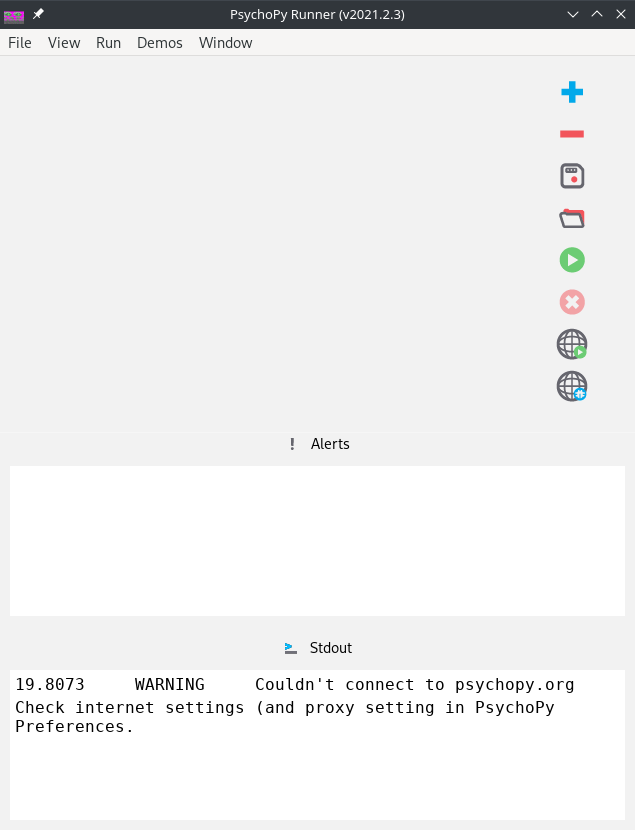 PsychoPy Runner (v2021.2.3)
File View Run Demos Window
! Alerts
Stdout
19.8073 WARNING Couldn't connect to psychopy.org
Check internet settings (and proxy setting in PsychoPy
Preferences.